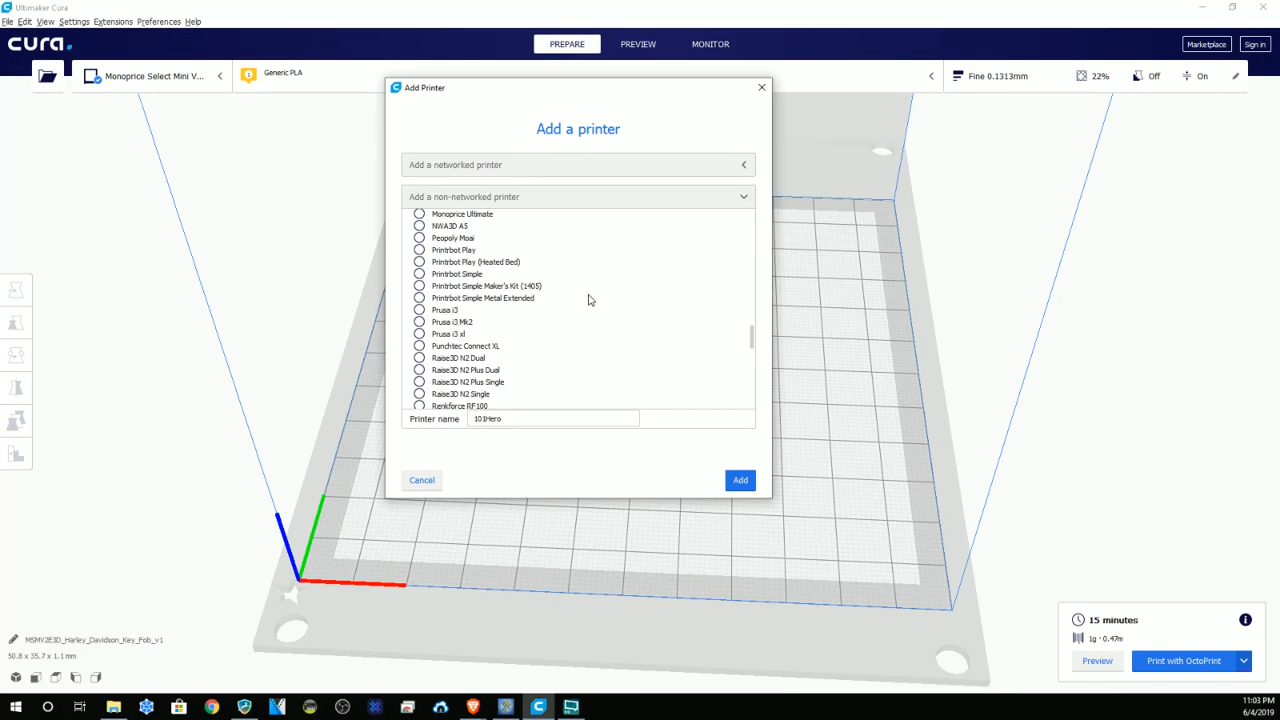 Ultimaker Cura
File Edit View Settings Extensions Preferences Help
cura.
PREPARE PREVIEW MONITOR
Marketplace Sign in
Monoprice Select Mini V...
1 Generic PLA
Fine 0.1313mm 22% Off On
Add Printer
Add a printer
Add a networked printer
Add a non-networked printer
Monoprice Ultimate
NWA3D A5
Peopoly Moai
Printrbot Play
Printrbot Play (Heated Bed)
Printrbot Simple
Printrbot Simple Maker's Kit (1405)
Printrbot Simple Metal Extended
Prusa i3
Prusa i3 Mk2
Prusa i3 xl
Punchtec Connect XL
Raise3D N2 Dual
Raise3D N2 Plus Dual
Raise3D N2 Plus Single
Raise3D N2 Single
Renkforce RF100
Printer name 101Hero
Cancel Add
15 minutes
1g · 0.47m
Preview Print with OctoPrint
MSMV2E3D_Harley_Davidson_Key_Fob_v1
50.8 x 35.7 x 1.1 mm
11:03 PM
6/4/2019